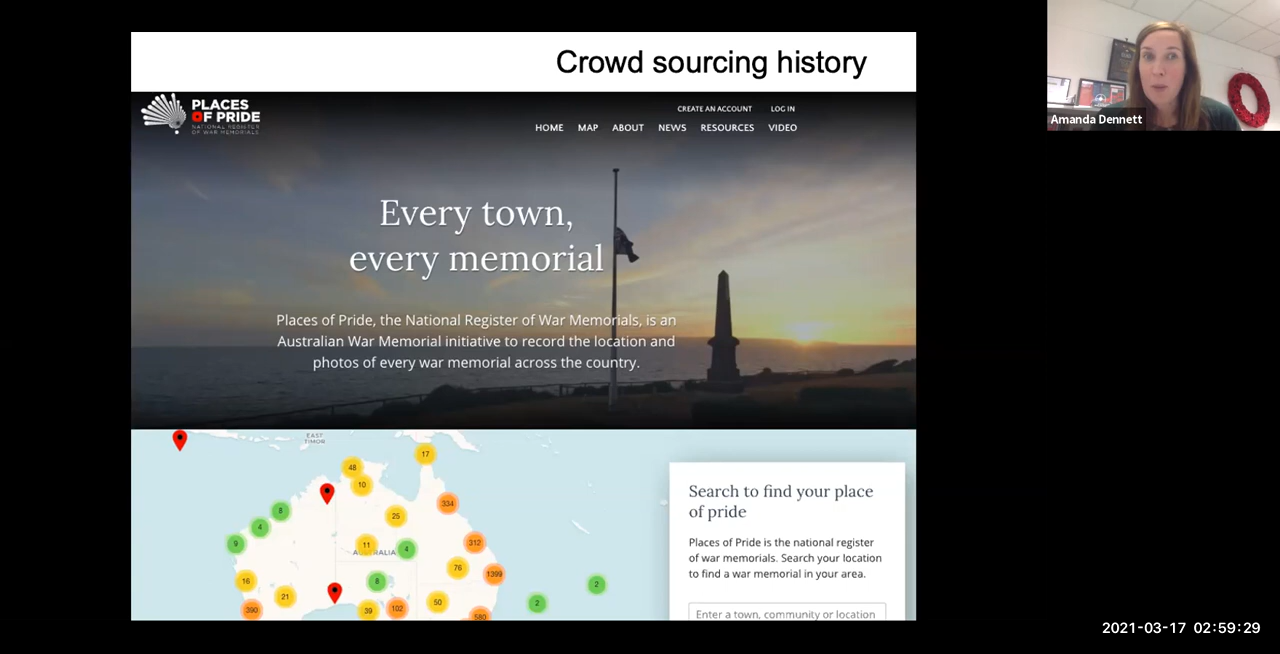 Crowd sourcing history
PLACES
OF PRIDE
NATIONAL REGISTER
OF WAR MEMORIALS
CREATE AN ACCOUNT LOG IN
HOME MAP ABOUT NEWS RESOURCES VIDEO
Every town,
every memorial
Places of Pride, the National Register of War Memorials, is an
Australian War Memorial initiative to record the location and
photos of every war memorial across the country.
EAST
TIMOR
17
48
10
334
8
25
4
312
9
11
AUSTRALIA
4
76
1399
16
8
2
21
50
2
390
39
102
580
Search to find your place
of pride
Places of Pride is the national register
of war memorials. Search your location
to find a war memorial in your area.
Enter a town, community or location
Amanda Dennett
2021-03-17 02:59:29